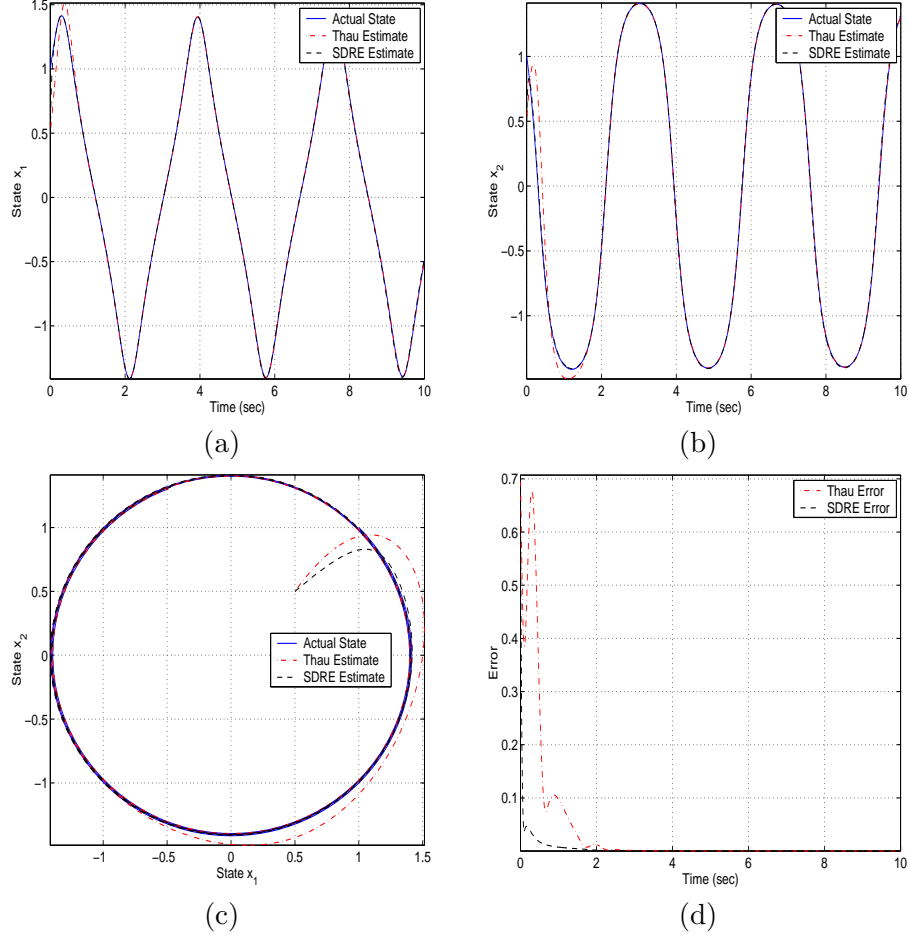 1.5
1
0.5
0
−0.5
−1
State x1
0
2
4
6
8
10
Time (sec)
Actual State
Thau Estimate
SDRE Estimate
(a)
1
0.5
0
−0.5
−1
State x2
0
2
4
6
8
10
Time (sec)
Actual State
Thau Estimate
SDRE Estimate
(b)
1
0.5
0
−0.5
−1
State x2
−1
−0.5
0
0.5
1
1.5
State x1
Actual State
Thau Estimate
SDRE Estimate
(c)
0.7
0.6
0.5
0.4
0.3
0.2
0.1
Error
0
2
4
6
8
10
Time (sec)
Thau Error
SDRE Error
(d)